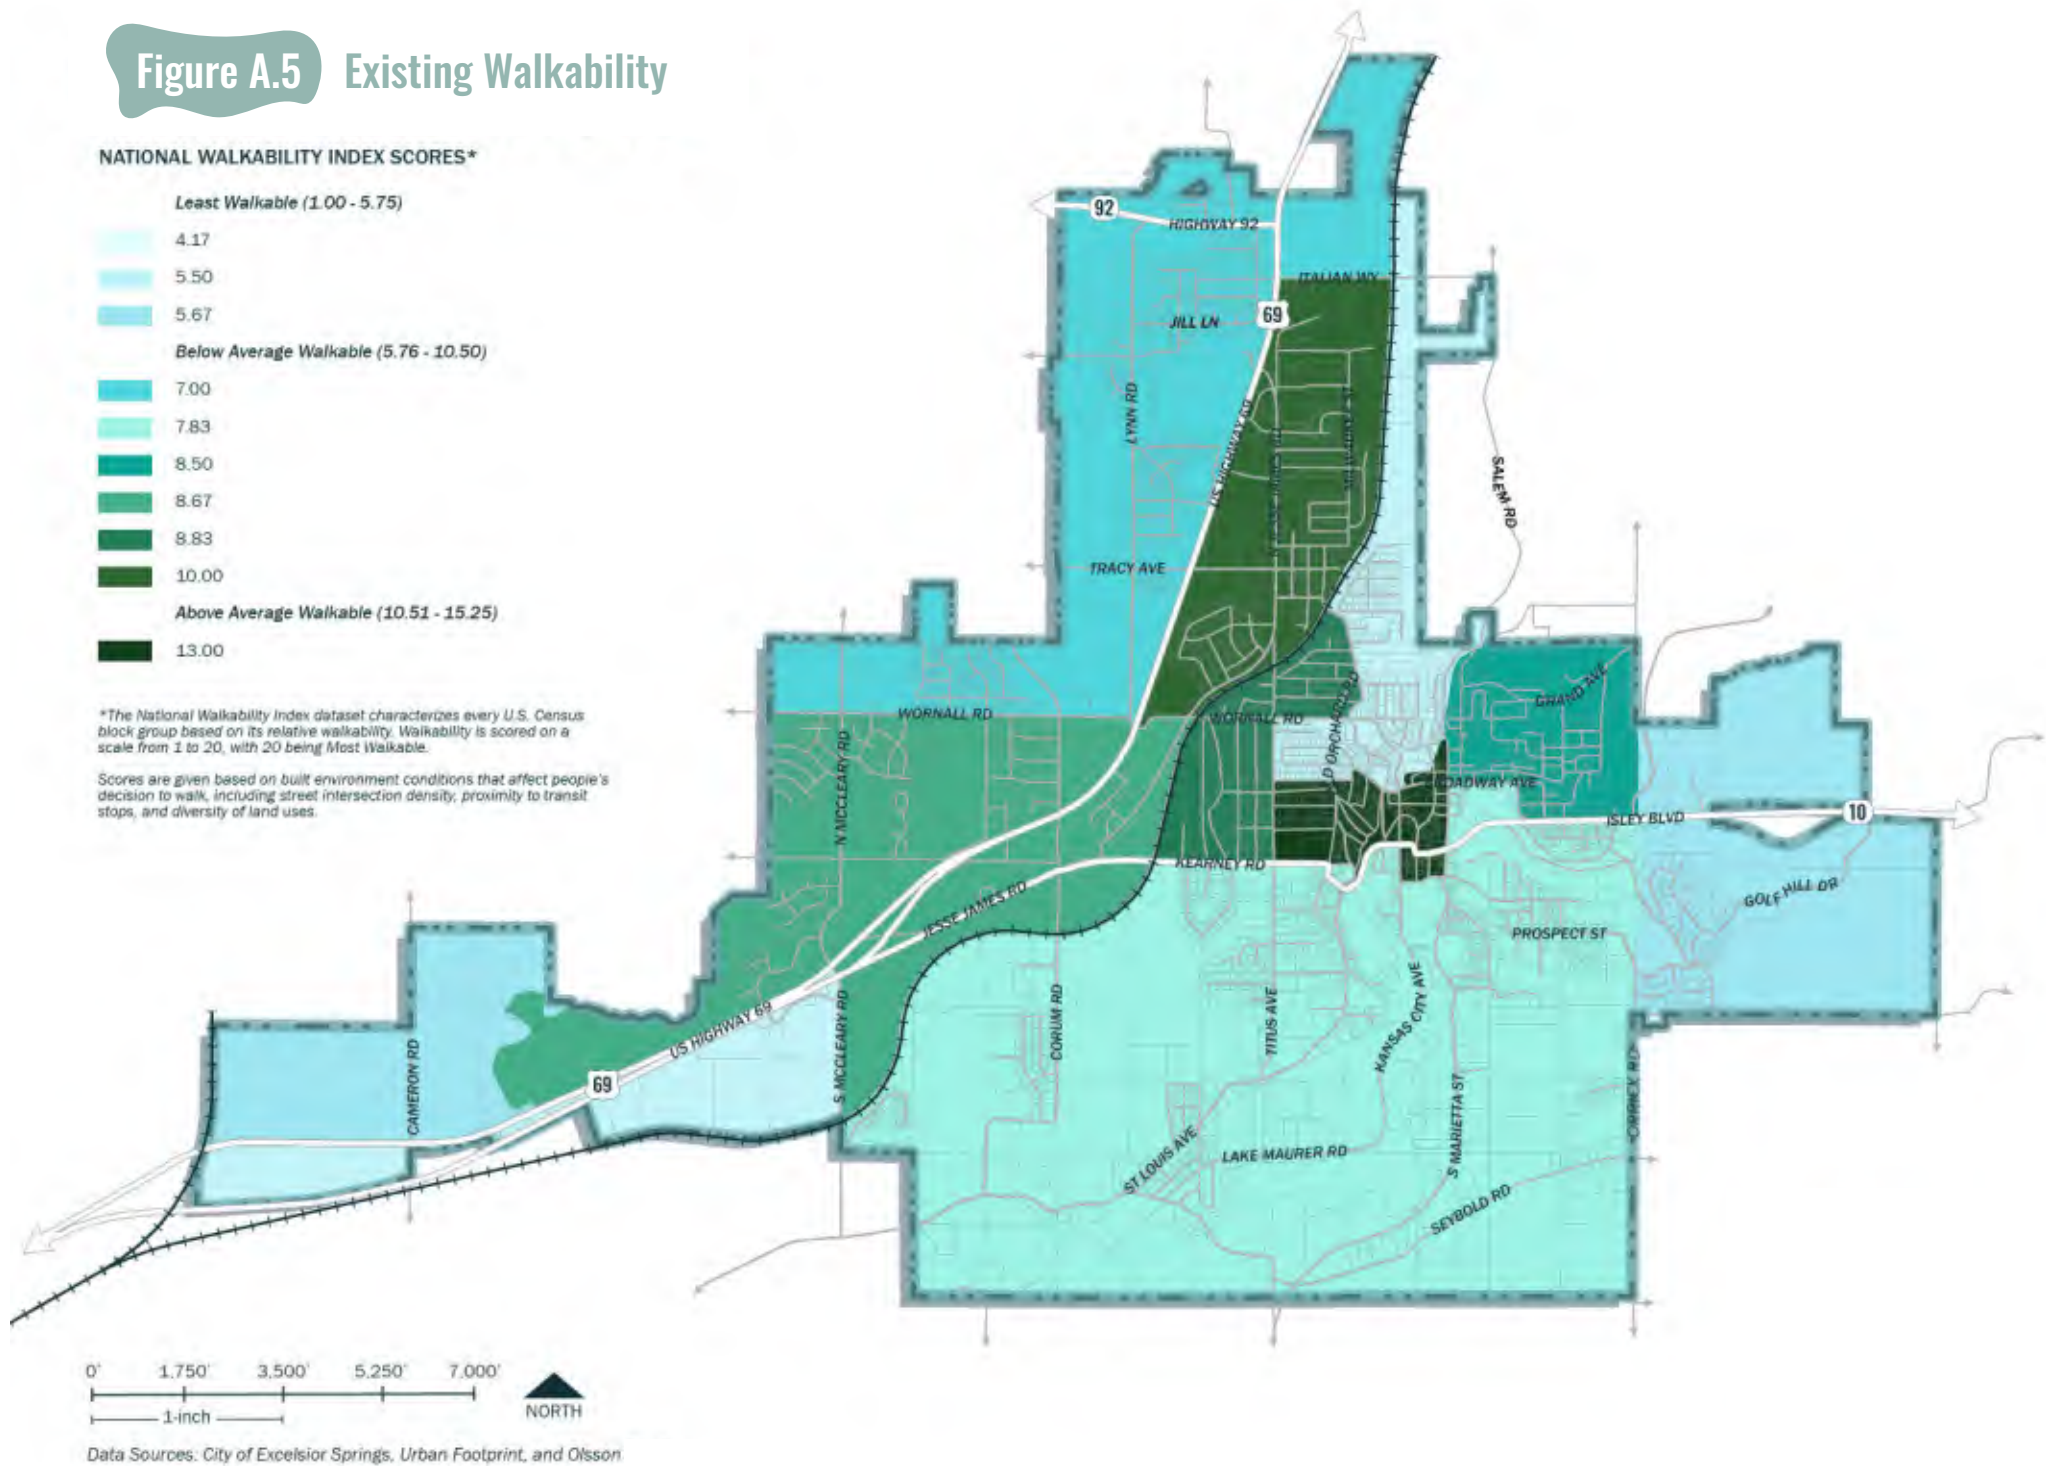 Figure A.5 Existing Walkability
NATIONAL WALKABILITY INDEX SCORES*
Least Walkable (1.00 - 5.75)
4.17
5.50
5.67
Below Average Walkable (5.76 - 10.50)
7.00
7.83
8.50
8.67
8.83
10.00
Above Average Walkable (10.51 - 15.25)
13.00
*The National Walkability Index dataset characterizes every U.S. Census
block group based on its relative walkability. Walkability is scored on a
scale from 1 to 20, with 20 being Most Walkable.
Scores are given based on built environment conditions that affect people's
decision to walk, including street intersection density, proximity to transit
stops, and diversity of land uses.
92
HIGHWAY 92
ITALIAN WY
69
JILL LN
LYNN RD
US HIGHWAY 69
SALEM RD
TRACY AVE
GRAND AVE
WORNALL RD
WORNALL RD
D ORCHARD RD
N MCCLEARY RD
OADWAY AVE
ISLEY BLVD
10
KEARNEY RD
JESSE JAMES RD
GOLF HILL DR
PROSPECT ST
US HIGHWAY 69
S MCCLEARY RD
CORUM RD
TITUS AVE
KANSAS CITY AVE
CAMERON RD
69
S MARIETTA ST
ST LOUIS AVE
LAKE MAURER RD
SEYBOLD RD
0' 1,750' 3,500' 5,250' 7,000'
1-inch
NORTH
Data Sources: City of Excelsior Springs, Urban Footprint, and Olsson